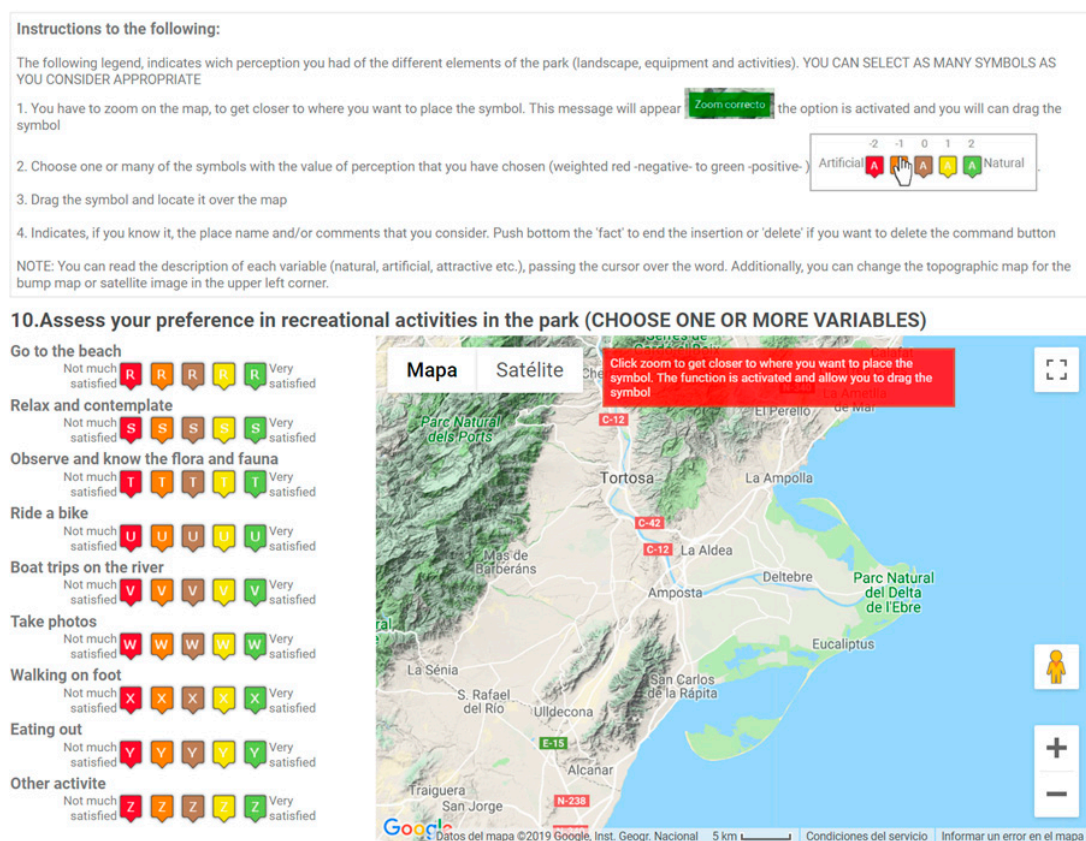 Instructions to the following:
The following legend, indicates wich perception you had of the different elements of the park (landscape, equipment and activities). YOU CAN SELECT AS MANY SYMBOLS AS
YOU CONSIDER APPROPRIATE
1. You have to zoom on the map, to get closer to where you want to place the symbol. This message will appear Zoom correcto the option is activated and you will can drag the
symbol
-2 -1 0 1 2
2. Choose one or many of the symbols with the value of perception that you have chosen (weighted red -negative- to green -positive- ) Artificial A A A A Natural .
3. Drag the symbol and locate it over the map
4. Indicates, if you know it, the place name and/or comments that you consider. Push bottom the 'fact' to end the insertion or 'delete' if you want to delete the command button
NOTE: You can read the description of each variable (natural, artificial, attractive etc.), passing the cursor over the word. Additionally, you can change the topographic map for the
bump map or satellite image in the upper left corner.
10.Assess your preference in recreational activities in the park (CHOOSE ONE OR MORE VARIABLES)
Go to the beach
Not much satisfied R R R R R Very satisfied
Relax and contemplate
Not much satisfied S S S S S Very satisfied
Observe and know the flora and fauna
Not much satisfied T T T T T Very satisfied
Ride a bike
Not much satisfied U U U U U Very satisfied
Boat trips on the river
Not much satisfied V V V V V Very satisfied
Take photos
Not much satisfied W W W W W Very satisfied
Walking on foot
Not much satisfied X X X X X Very satisfied
Eating out
Not much satisfied Y Y Y Y Y Very satisfied
Other activite
Not much satisfied Z Z Z Z Z Very satisfied
Mapa Satélite
Click zoom to get closer to where you want to place the
symbol. The function is activated and allow you to drag the
symbol
El Perelló
de Mar
C-12
Parc Natural
dels Ports
Tortosa
La Ampolla
C-42
C-12
La Aldea
Mas de
Barberáns
Deltebre
Amposta
Parc Natural
del Delta
de l'Ebre
Eucaliptus
La Sénia
San Carlos
de la Rápita
S. Rafael
del Río
Ulldecona
E-15
Alcanar
Traiguera
San Jorge
N-238
Google
Datos del mapa ©2019 Google, Inst. Geogr. Nacional 5 km Condiciones del servicio Informar un error en el mapa